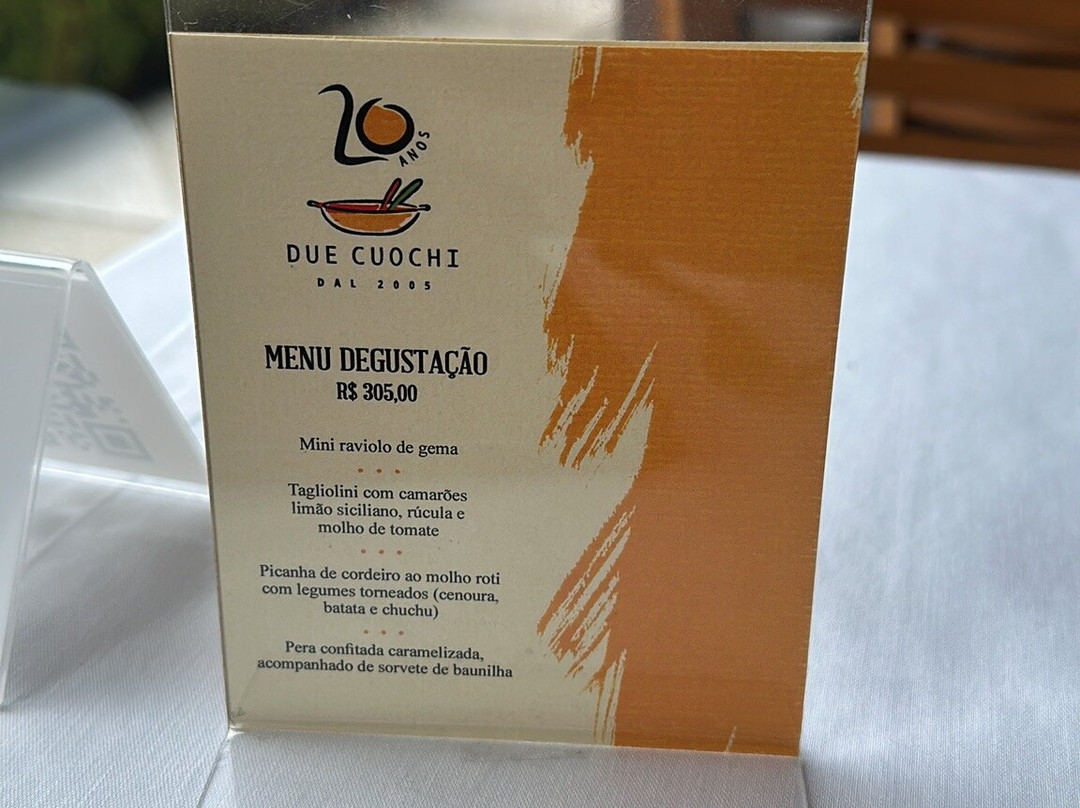 20
ANOS
DUE CUOCHI
DAL 2005
MENU DEGUSTAÇÃO
R$ 305,00
Mini raviolo de gema
Tagliolini com camarões
limão siciliano, rúcula e
molho de tomate
Picanha de cordeiro ao molho roti
com legumes torneados (cenoura,
batata e chuchu)
Pera confitada caramelizada,
acompanhado de sorvete de baunilha